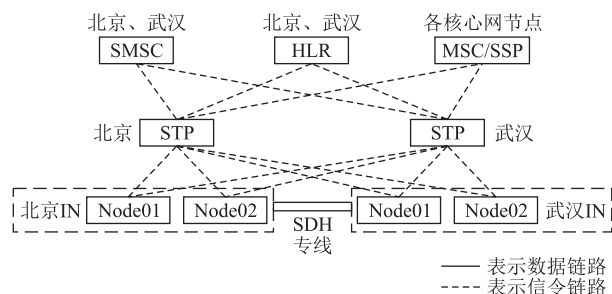 北京、武汉 北京、武汉 各核心网节点
SMSC HLR MSC/SSP
北京 STP STP 武汉
北京IN Node01 Node02 Node01 Node02 武汉IN
SDH
专线
表示数据链路
表示信令链路